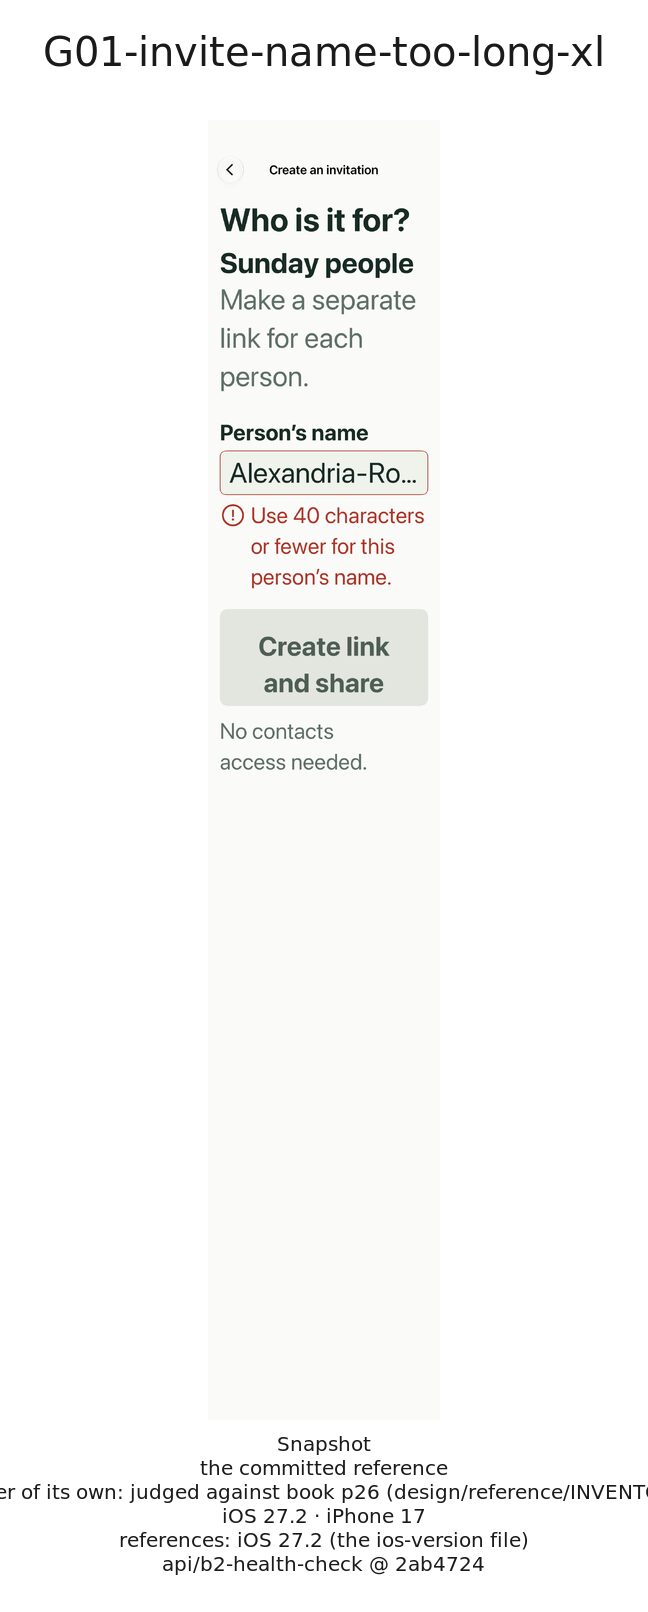 G01-invite-name-too-long-xl
Create an invitation
Who is it for?
Sunday people
Make a separate
link for each
person.
Person’s name
Alexandria-Ro...
Use 40 characters
or fewer for this
person’s name.
Create link
and share
No contacts
access needed.
Snapshot
the committed reference
of its own: judged against book p26 (design/reference/
iOS 27.2 · iPhone 17
references: iOS 27.2 (the ios-version file)
api/b2-health-check @ 2ab4724